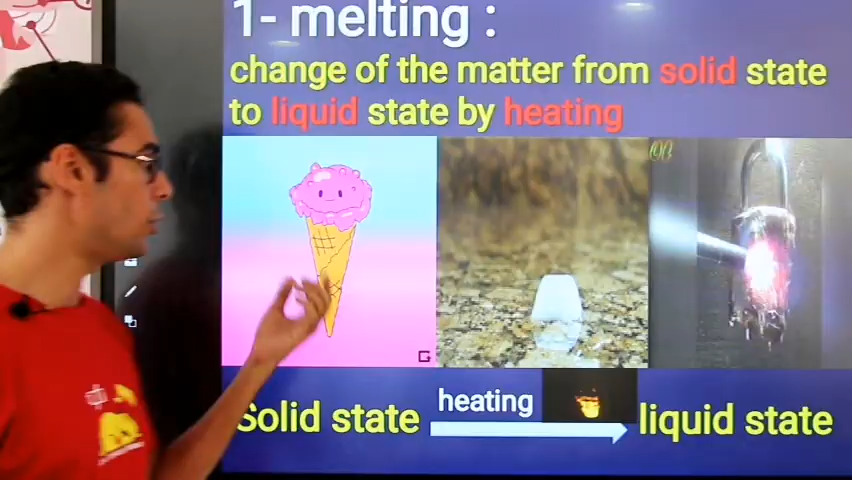 1- melting :
change of the matter from solid state
to liquid state by heating
heating
Solid state
liquid state